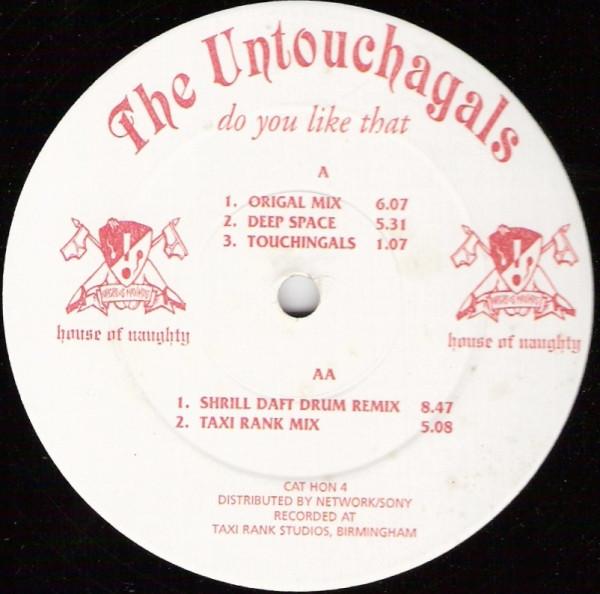 The Untouchagals
do you like that
A
1. ORIGAL MIX 6.07
2. DEEP SPACE 5.31
3. TOUCHINGALS 1.07
house of naughty
house of naughty
AA
1. SHRILL DAFT DRUM REMIX 8.47
2. TAXI RANK MIX 5.08
CAT HON 4
DISTRIBUTED BY NETWORK/SONY
RECORDED AT
TAXI RANK STUDIOS, BIRMINGHAM